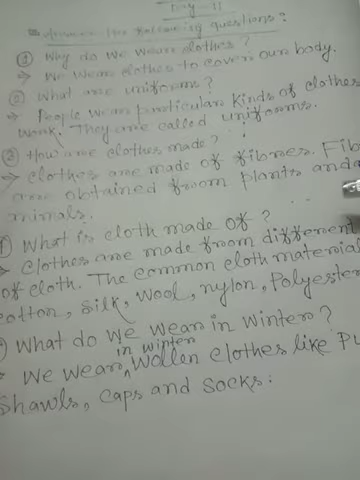 Day - 11
Answer the following questions?
① Why do we wear clothes?
→ We wear clothes to cover our body.
② What are uniforms?
→ People wear particular kinds of clothes
work. They are called uniforms.
③ How are clothes made?
→ Clothes are made of fibres. Fib
are obtained from plants and
animals.
What is cloth made of?
→ Clothes are made from different
of cloth. The common cloth material
cotton, silk, wool, nylon, Polyester
What do we wear in winter?
in winter
We wear ∧ Wollen clothes like Pu
Shawls, caps and socks.